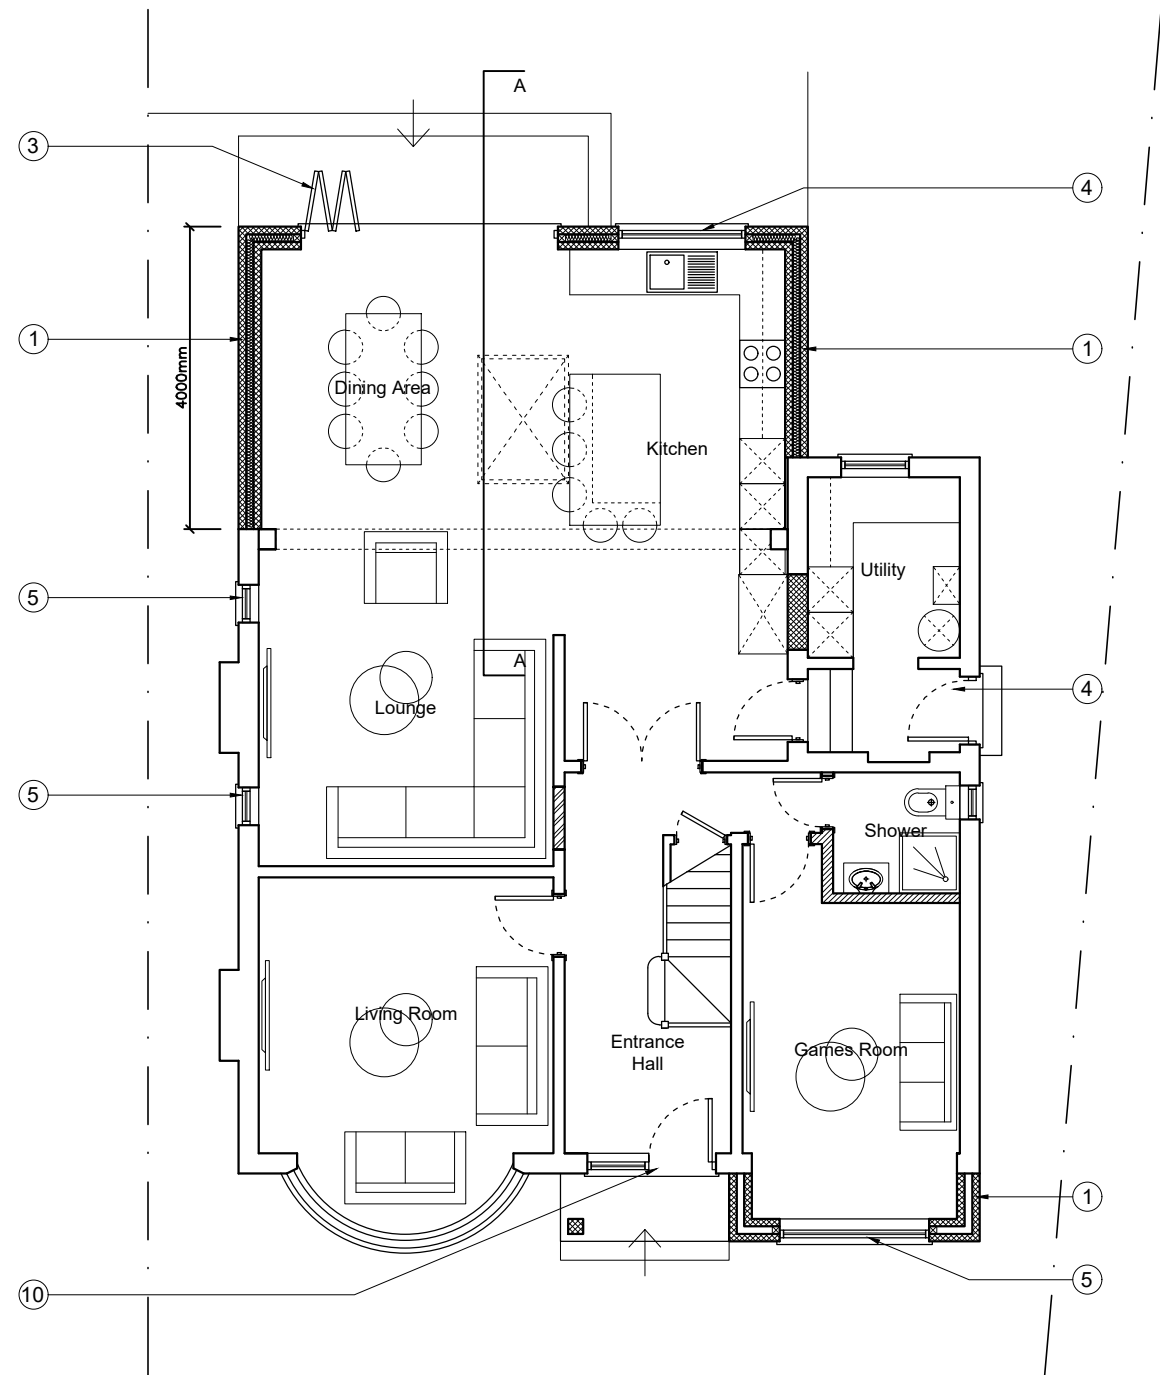 A
3
4
1
1
4000mm
Dining Area
Kitchen
Utility
5
A
4
Lounge
5
Shower
Living Room
Entrance
Hall
Games Room
1
5
10